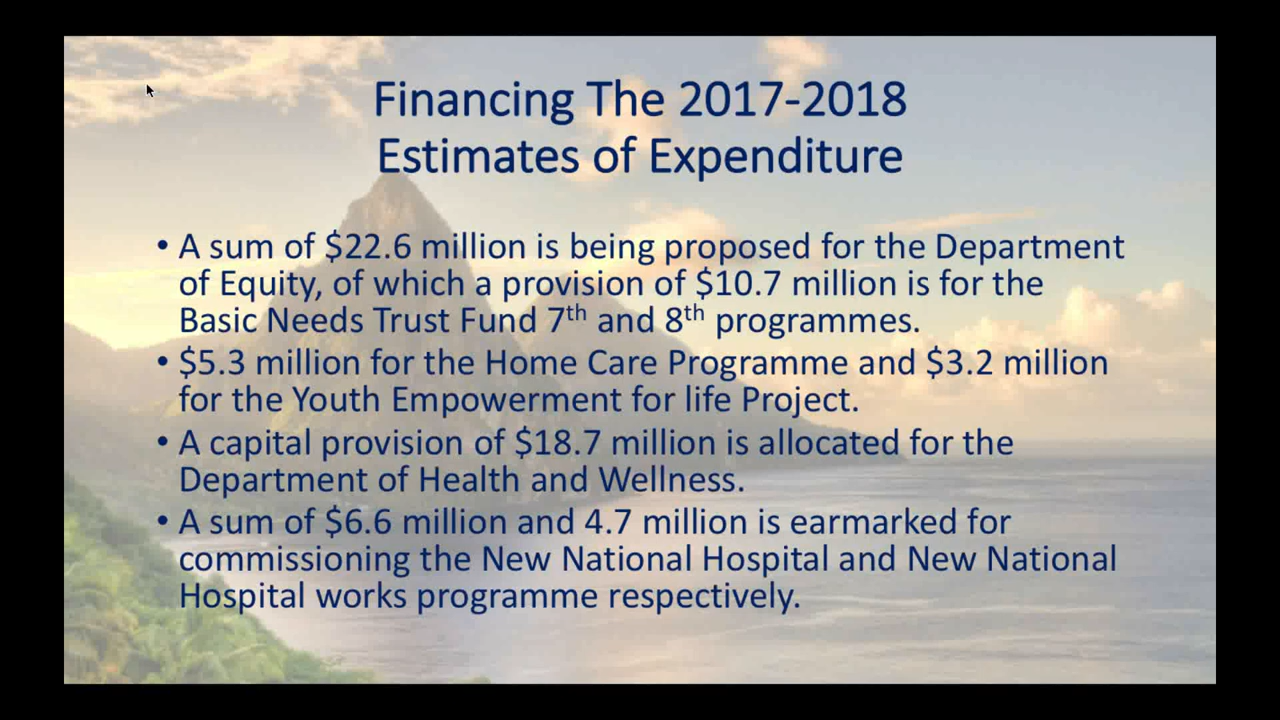 Financing The 2017-2018
Estimates of Expenditure
• A sum of $22.6 million is being proposed for the Department
of Equity, of which a provision of $10.7 million is for the
Basic Needs Trust Fund 7th and 8th programmes.
• $5.3 million for the Home Care Programme and $3.2 million
for the Youth Empowerment for life Project.
• A capital provision of $18.7 million is allocated for the
Department of Health and Wellness.
• A sum of $6.6 million and 4.7 million is earmarked for
commissioning the New National Hospital and New National
Hospital works programme respectively.